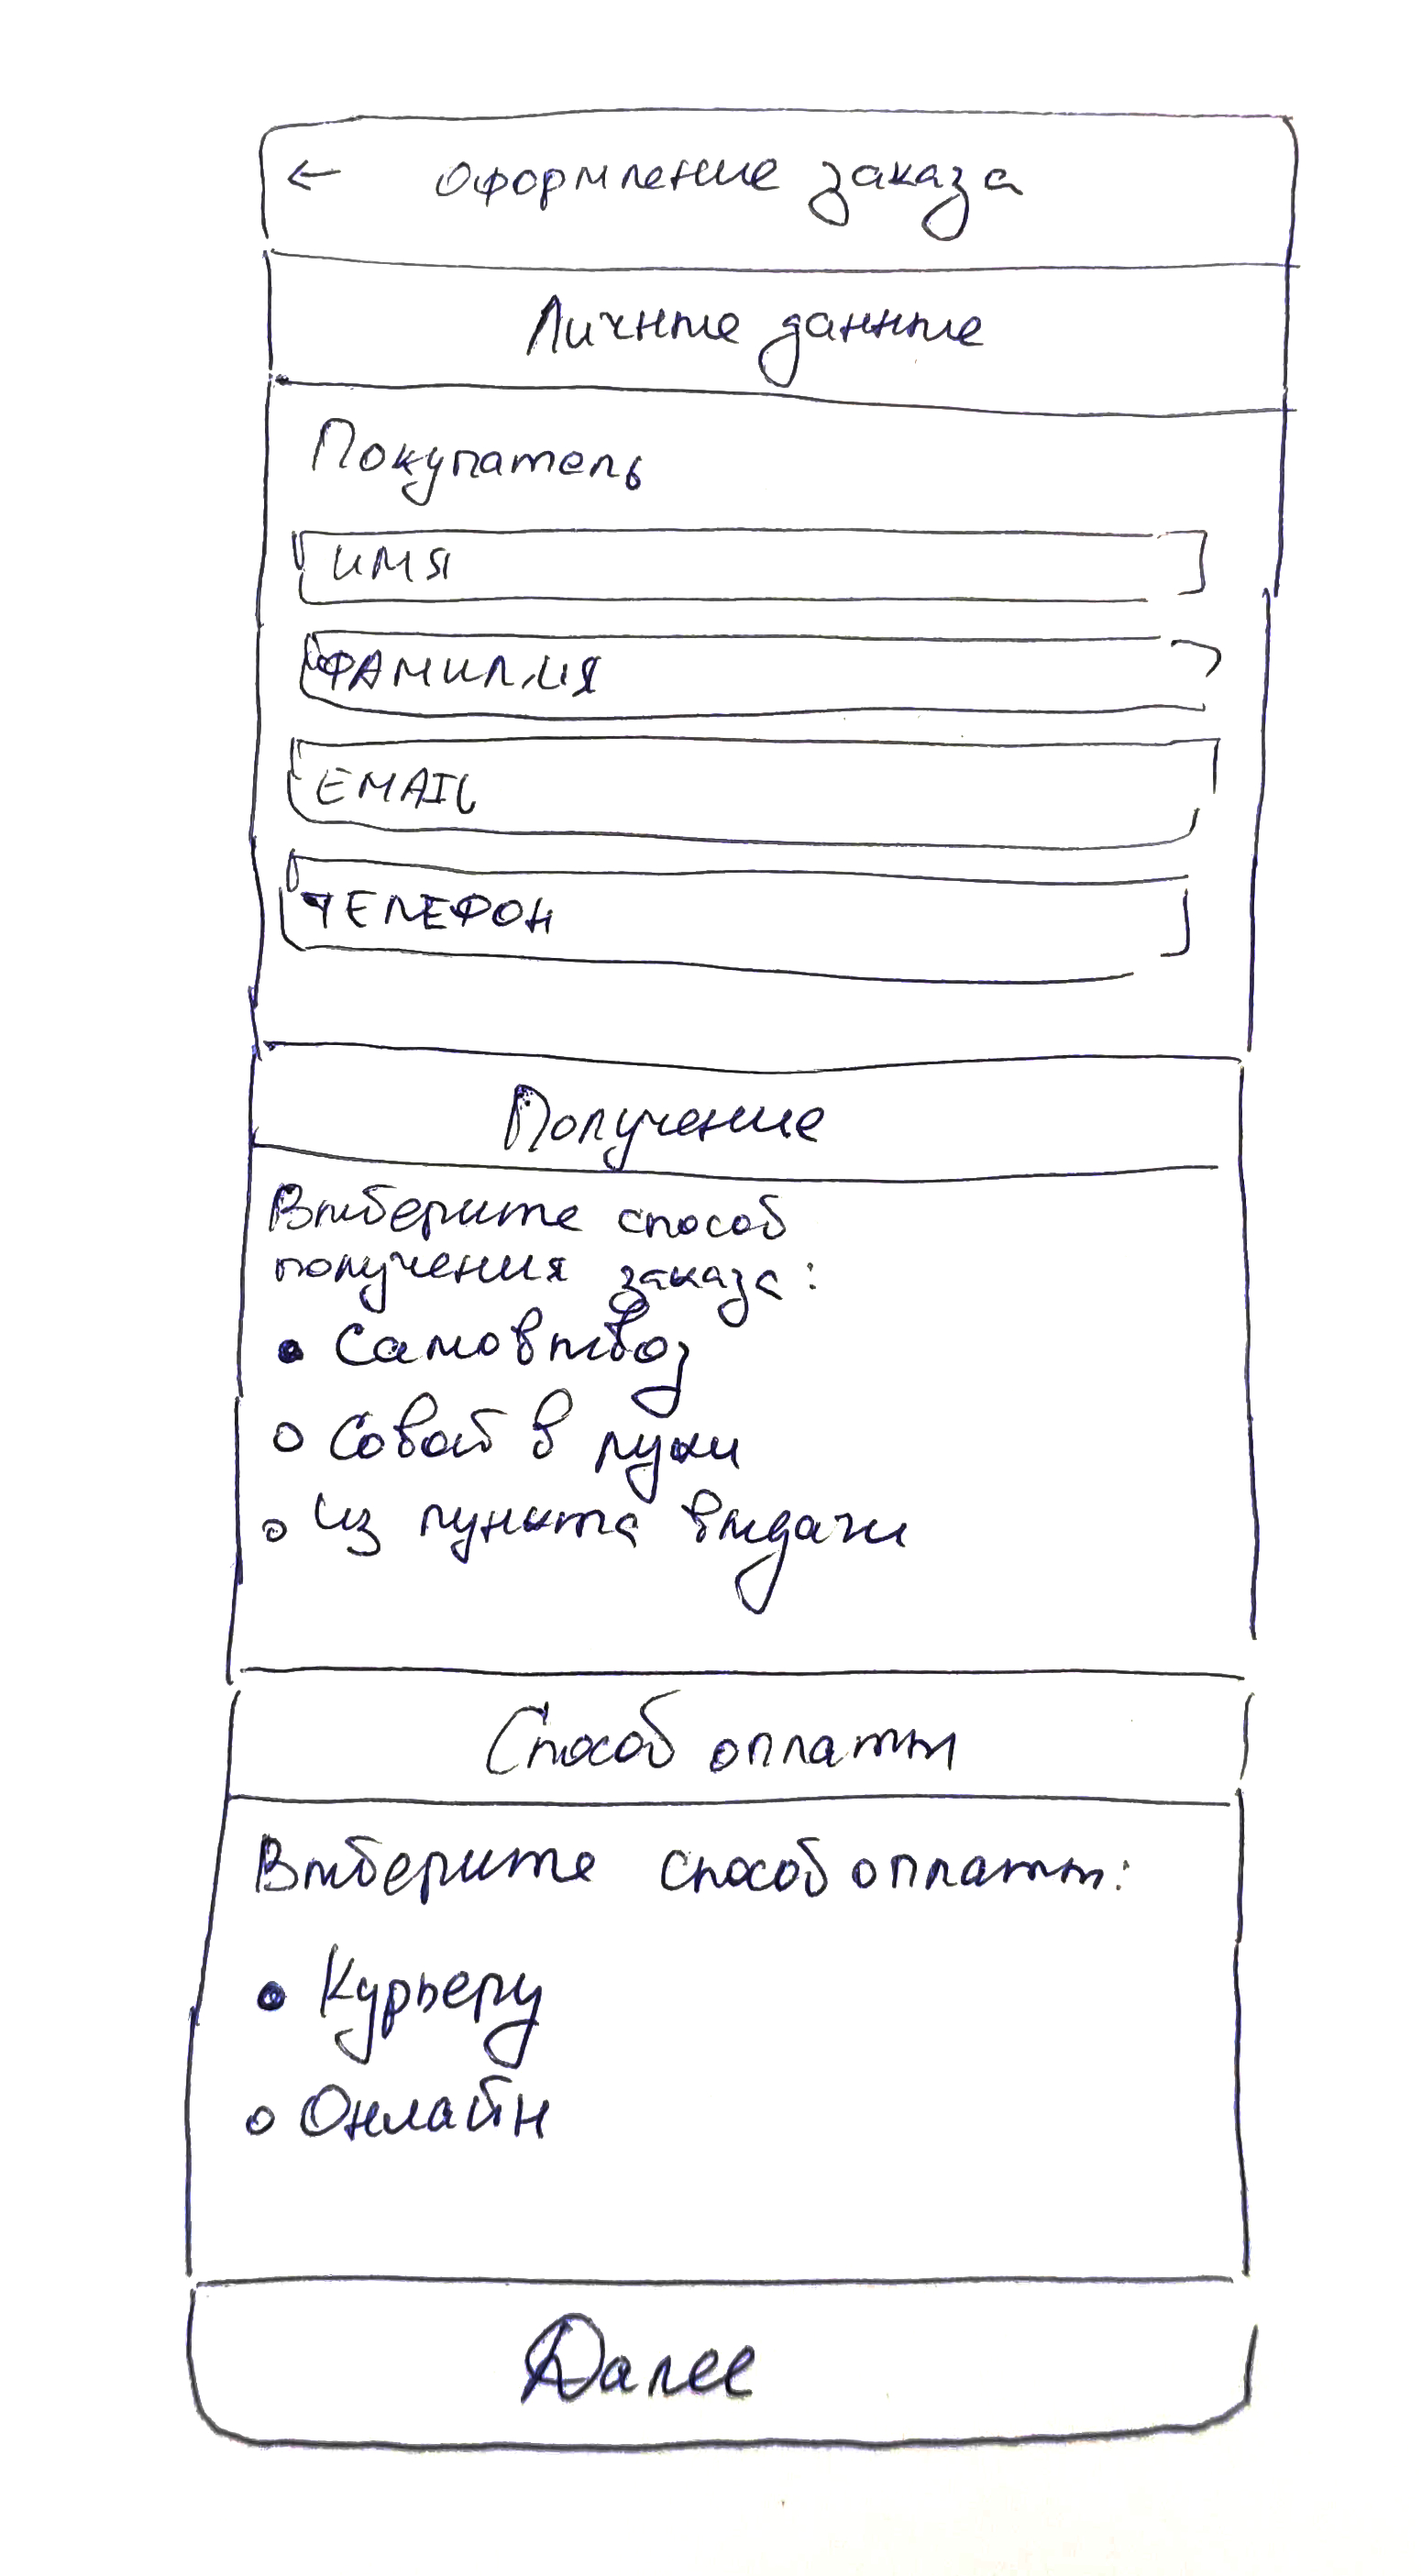 ← оформление заказа
Личные данные
Покупатель
ИМЯ
ФАМИЛИЯ
EMAIL
ТЕЛЕФОН
Получение
Выберите способ
получения заказа:
Самовывоз
Совой в руки
Из пункта выдачи
Способ оплаты
Выберите способ оплаты:
Курьеру
Онлайн
Далее